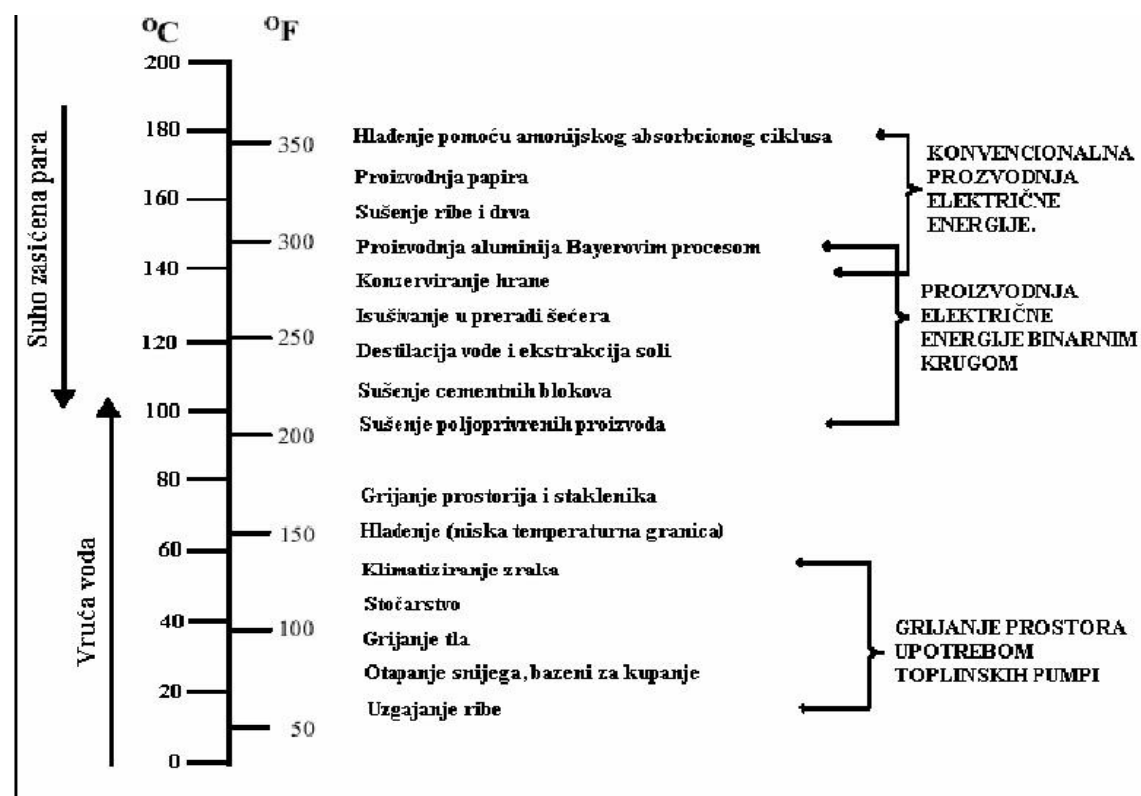 °C
°F
200
180
160
140
120
100
80
60
40
20
0
350
300
250
200
150
100
50
Suho zasićena para
Vruća voda
Hlađenje pomoću amonijskog absorbcionog ciklusa
Proizvodnja papira
Sušenje ribe i drva
Proizvodnja aluminija Bayerovim procesom
Konzerviranje hrane
Isušivanje u preradi šećera
Destilacija vode i ekstrakcija soli
Sušenje cementnih blokova
Sušenje poljoprivrenih proizvoda
Grijanje prostorija i staklenika
Hlađenje (niska temperaturna granica)
Klimatiziranje zraka
Stočarstvo
Grijanje tla
Otapanje snijega, bazeni za kupanje
Uzgajanje ribe
KONVENCIONALNA
PROZVODNJA
ELEKTRIČNE
ENERGIJE.
PROIZVODNJA
ELEKTRIČNE
ENERGIJE BINARNIM
KRUGOM
GRIJANJE PROSTORA
UPOTREBOM
TOPLINSKIH PUMPI